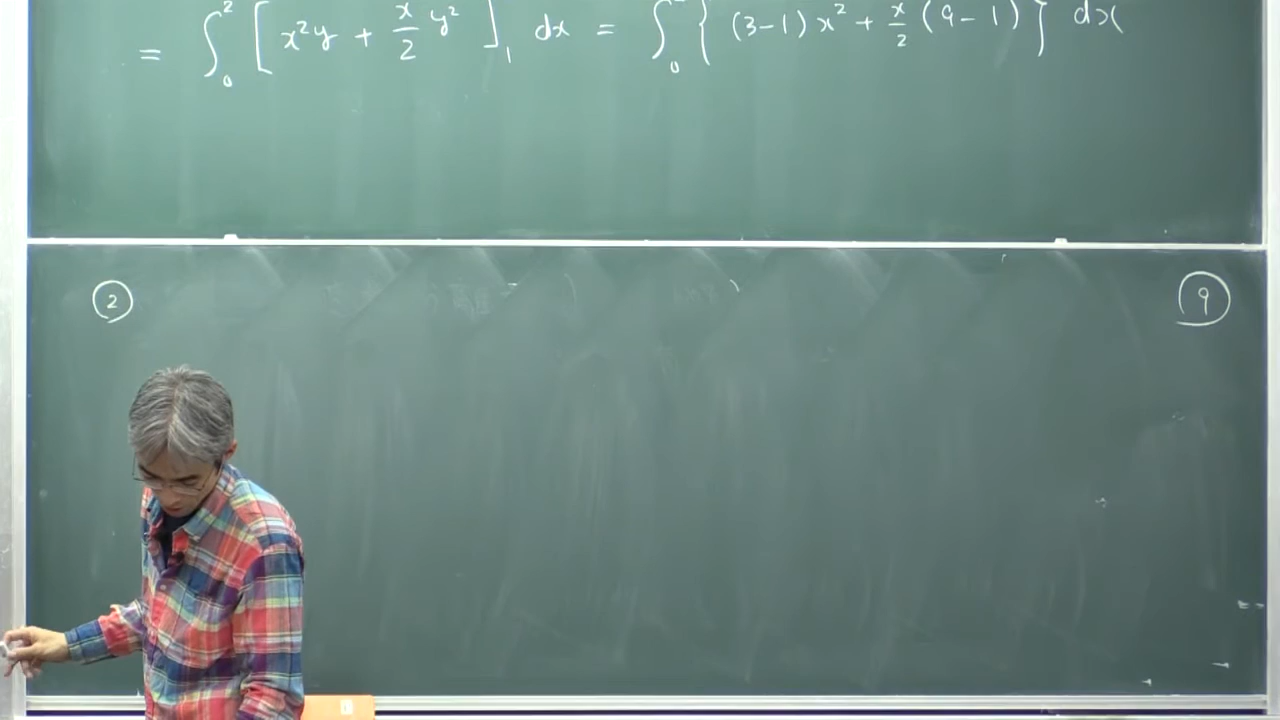 = ∫₀² [ x²y + x/2 y² ]₁ dx = ∫₀ { (3-1) x² + x/2 (9-1) } dx
② ⑨